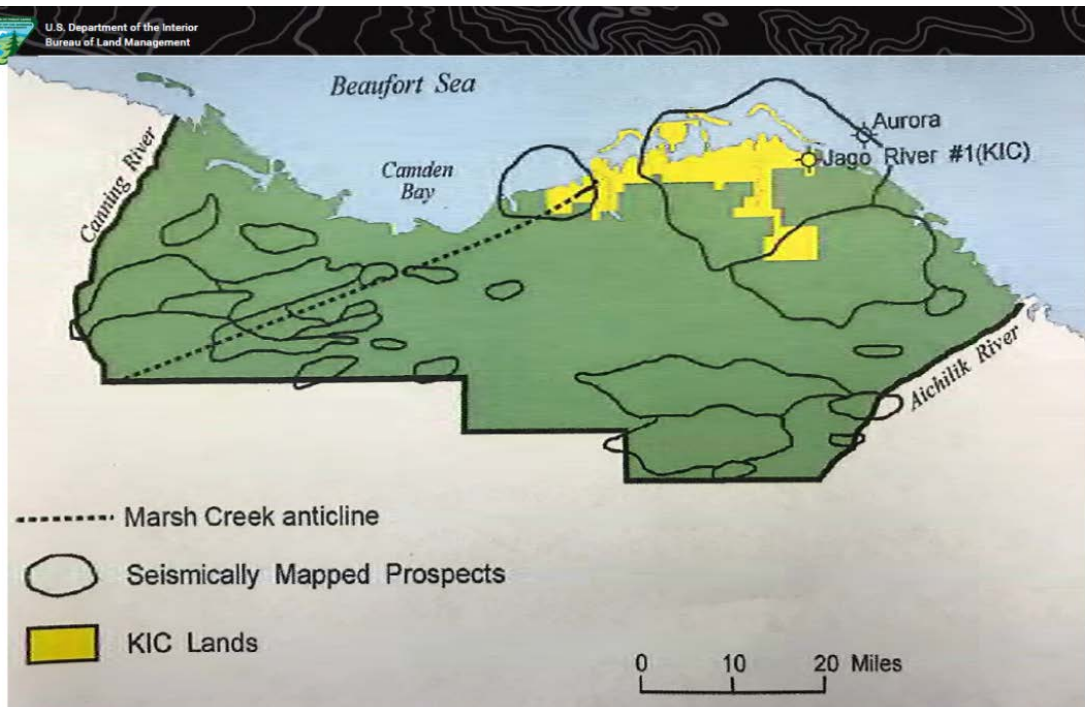 U.S. Department of the Interior
Bureau of Land Management
Beaufort Sea
Canning River
Camden
Bay
Aurora
Jago River #1(KIC)
Aichilik River
Marsh Creek anticline
Seismically Mapped Prospects
KIC Lands
0 10 20 Miles